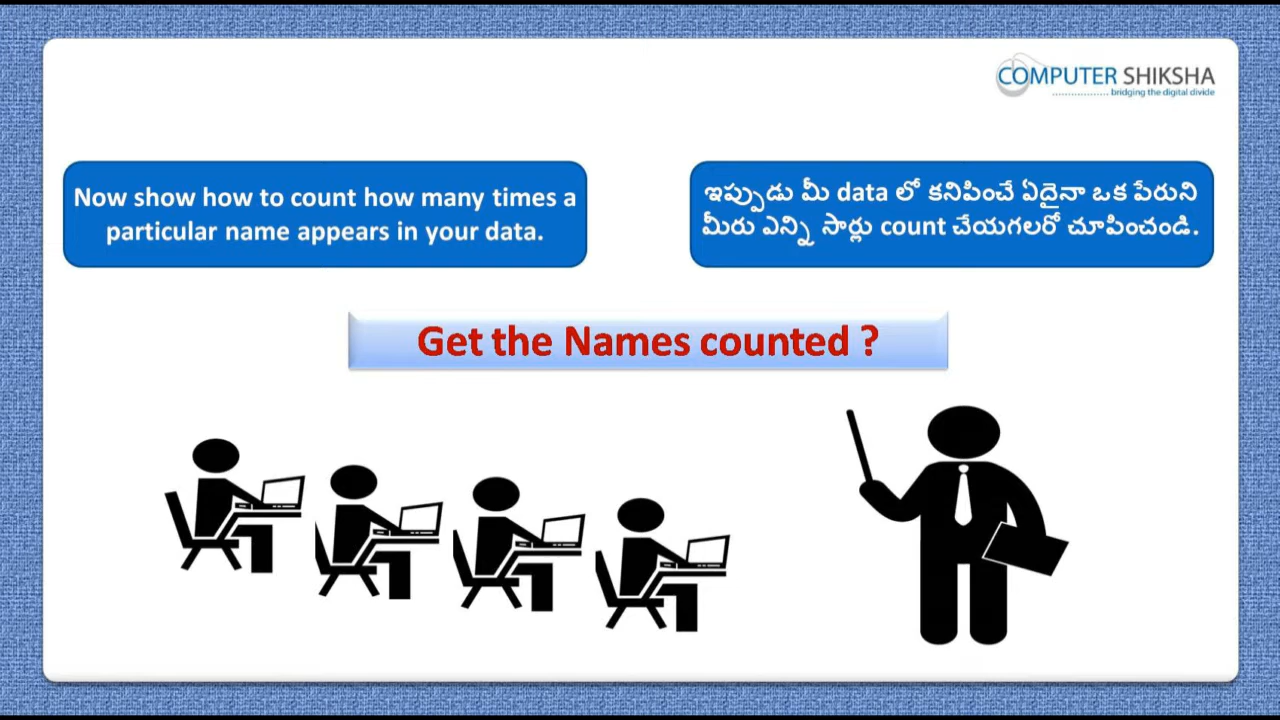 COMPUTER SHIKSHA
bridging the digital divide
Now show how to count how many times a
particular name appears in your data.
ఇప్పుడు మీ data లో కనిపించే ఏదైనా ఒక పేరుని
మీరు ఎన్ని సార్లు count చేయగలరో చూపించండి.
Get the Names counted ?